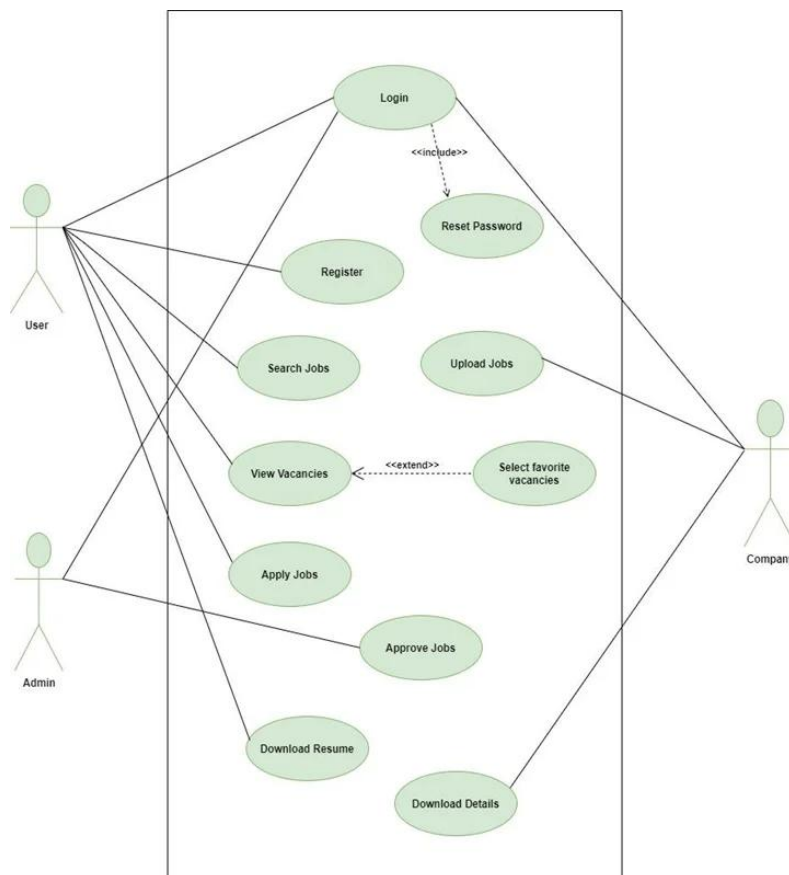 Login
<<include>>
Reset Password
Register
User
Search Jobs
Upload Jobs
View Vacancies
<<extend>>
Select favorite
vacancies
Apply Jobs
Company
Approve Jobs
Admin
Download Resume
Download Details